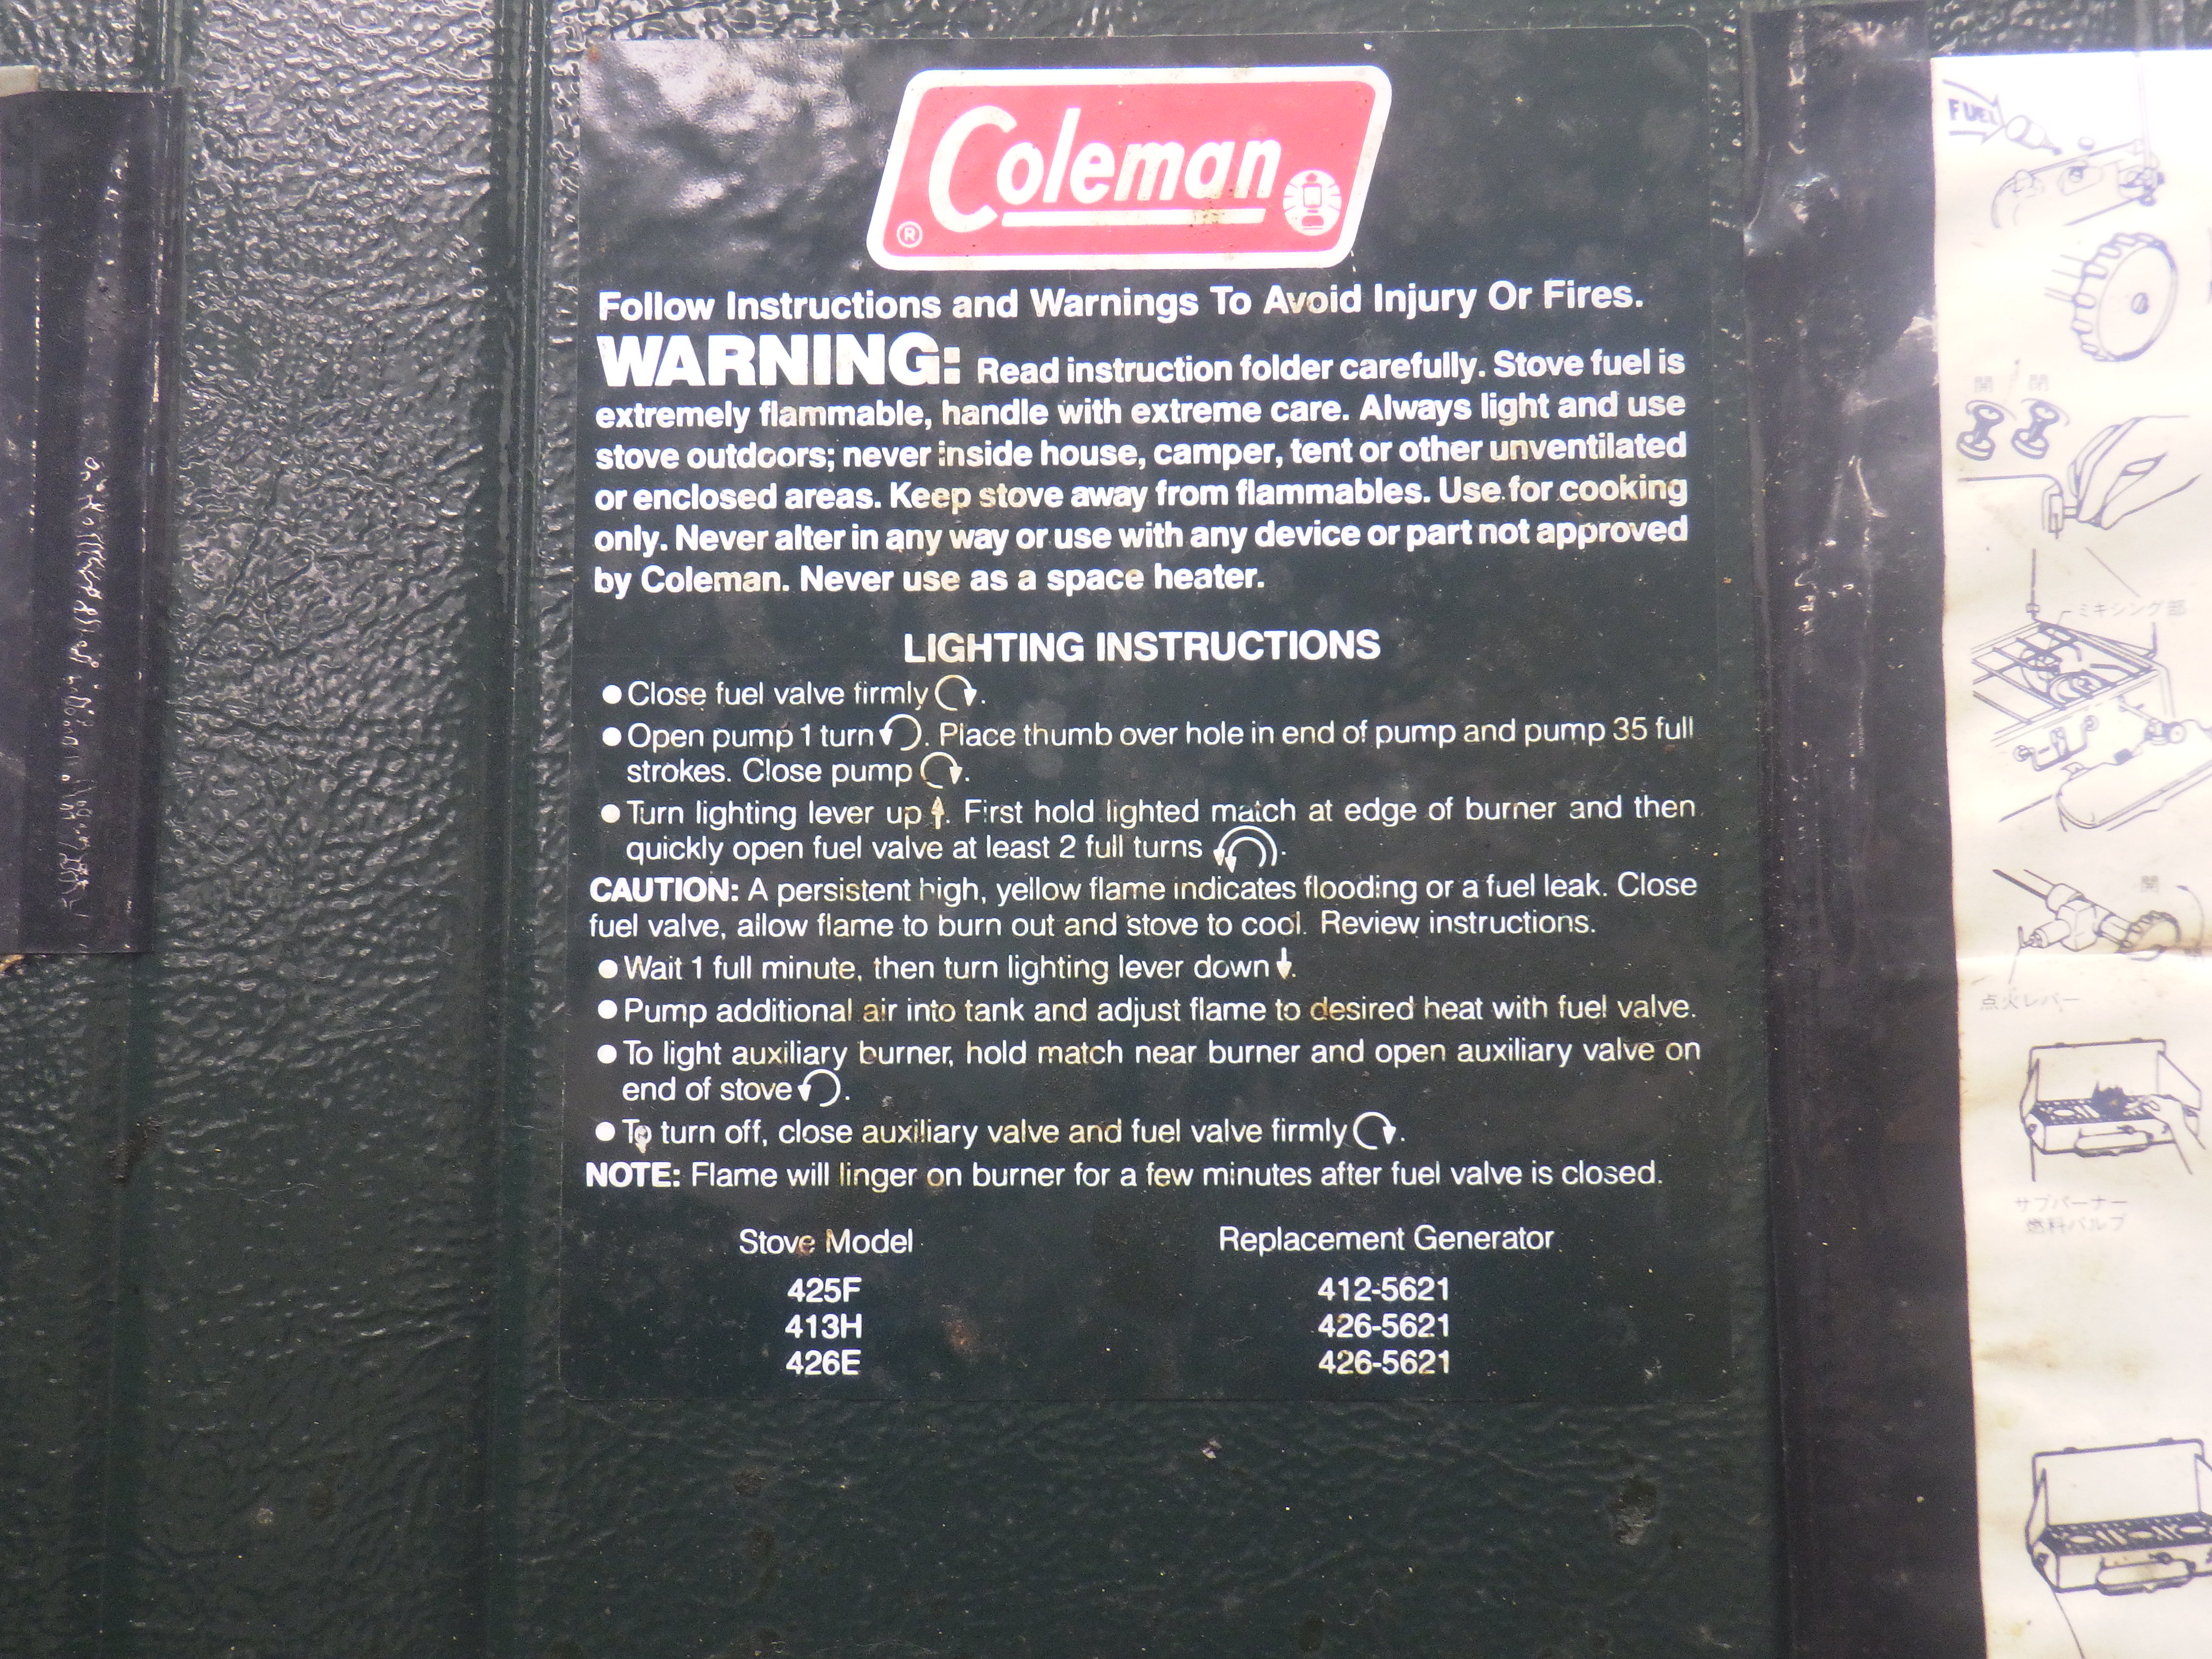 Coleman
®
Follow Instructions and Warnings To Avoid Injury Or Fires.
WARNING: Read instruction folder carefully. Stove fuel is
extremely flammable, handle with extreme care. Always light and use
stove outdoors; never inside house, camper, tent or other unventilated
or enclosed areas. Keep stove away from flammables. Use for cooking
only. Never alter in any way or use with any device or part not approved
by Coleman. Never use as a space heater.
LIGHTING INSTRUCTIONS
● Close fuel valve firmly ↻.
● Open pump 1 turn ↺. Place thumb over hole in end of pump and pump 35 full
strokes. Close pump ↻.
● Turn lighting lever up ↑. First hold lighted match at edge of burner and then
quickly open fuel valve at least 2 full turns ↺.
CAUTION: A persistent high, yellow flame indicates flooding or a fuel leak. Close
fuel valve, allow flame to burn out and stove to cool. Review instructions.
● Wait 1 full minute, then turn lighting lever down ↓.
● Pump additional air into tank and adjust flame to desired heat with fuel valve.
● To light auxiliary burner, hold match near burner and open auxiliary valve on
end of stove ↺.
● To turn off, close auxiliary valve and fuel valve firmly ↻.
NOTE: Flame will linger on burner for a few minutes after fuel valve is closed.
Stove Model Replacement Generator
425F 412-5621
413H 426-5621
426E 426-5621
FUEL
開 閉
ミキシング部
開
点火レバー
サブバーナー
燃料バルブ